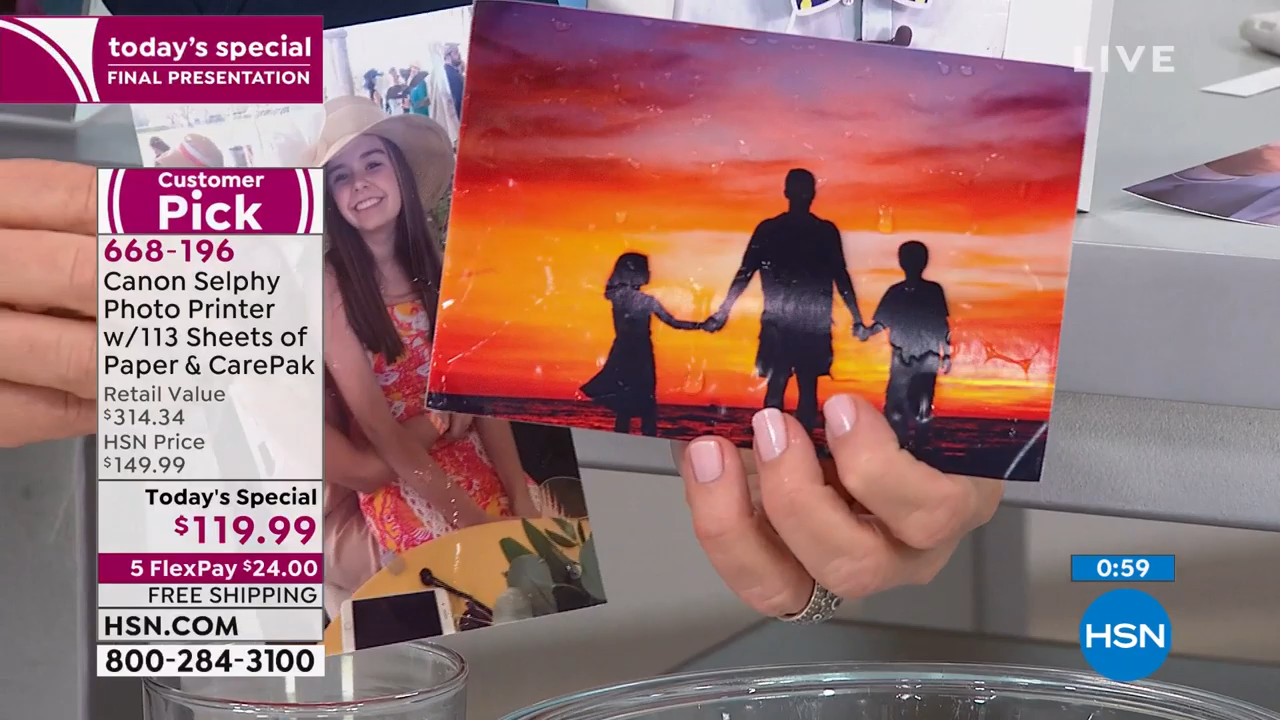 today's special
FINAL PRESENTATION
LIVE
Customer
Pick
668-196
Canon Selphy
Photo Printer
w/113 Sheets of
Paper & CarePak
Retail Value
$314.34
HSN Price
$149.99
Today's Special
$119.99
5 FlexPay $24.00
FREE SHIPPING
HSN.COM
800-284-3100
0:59
HSN